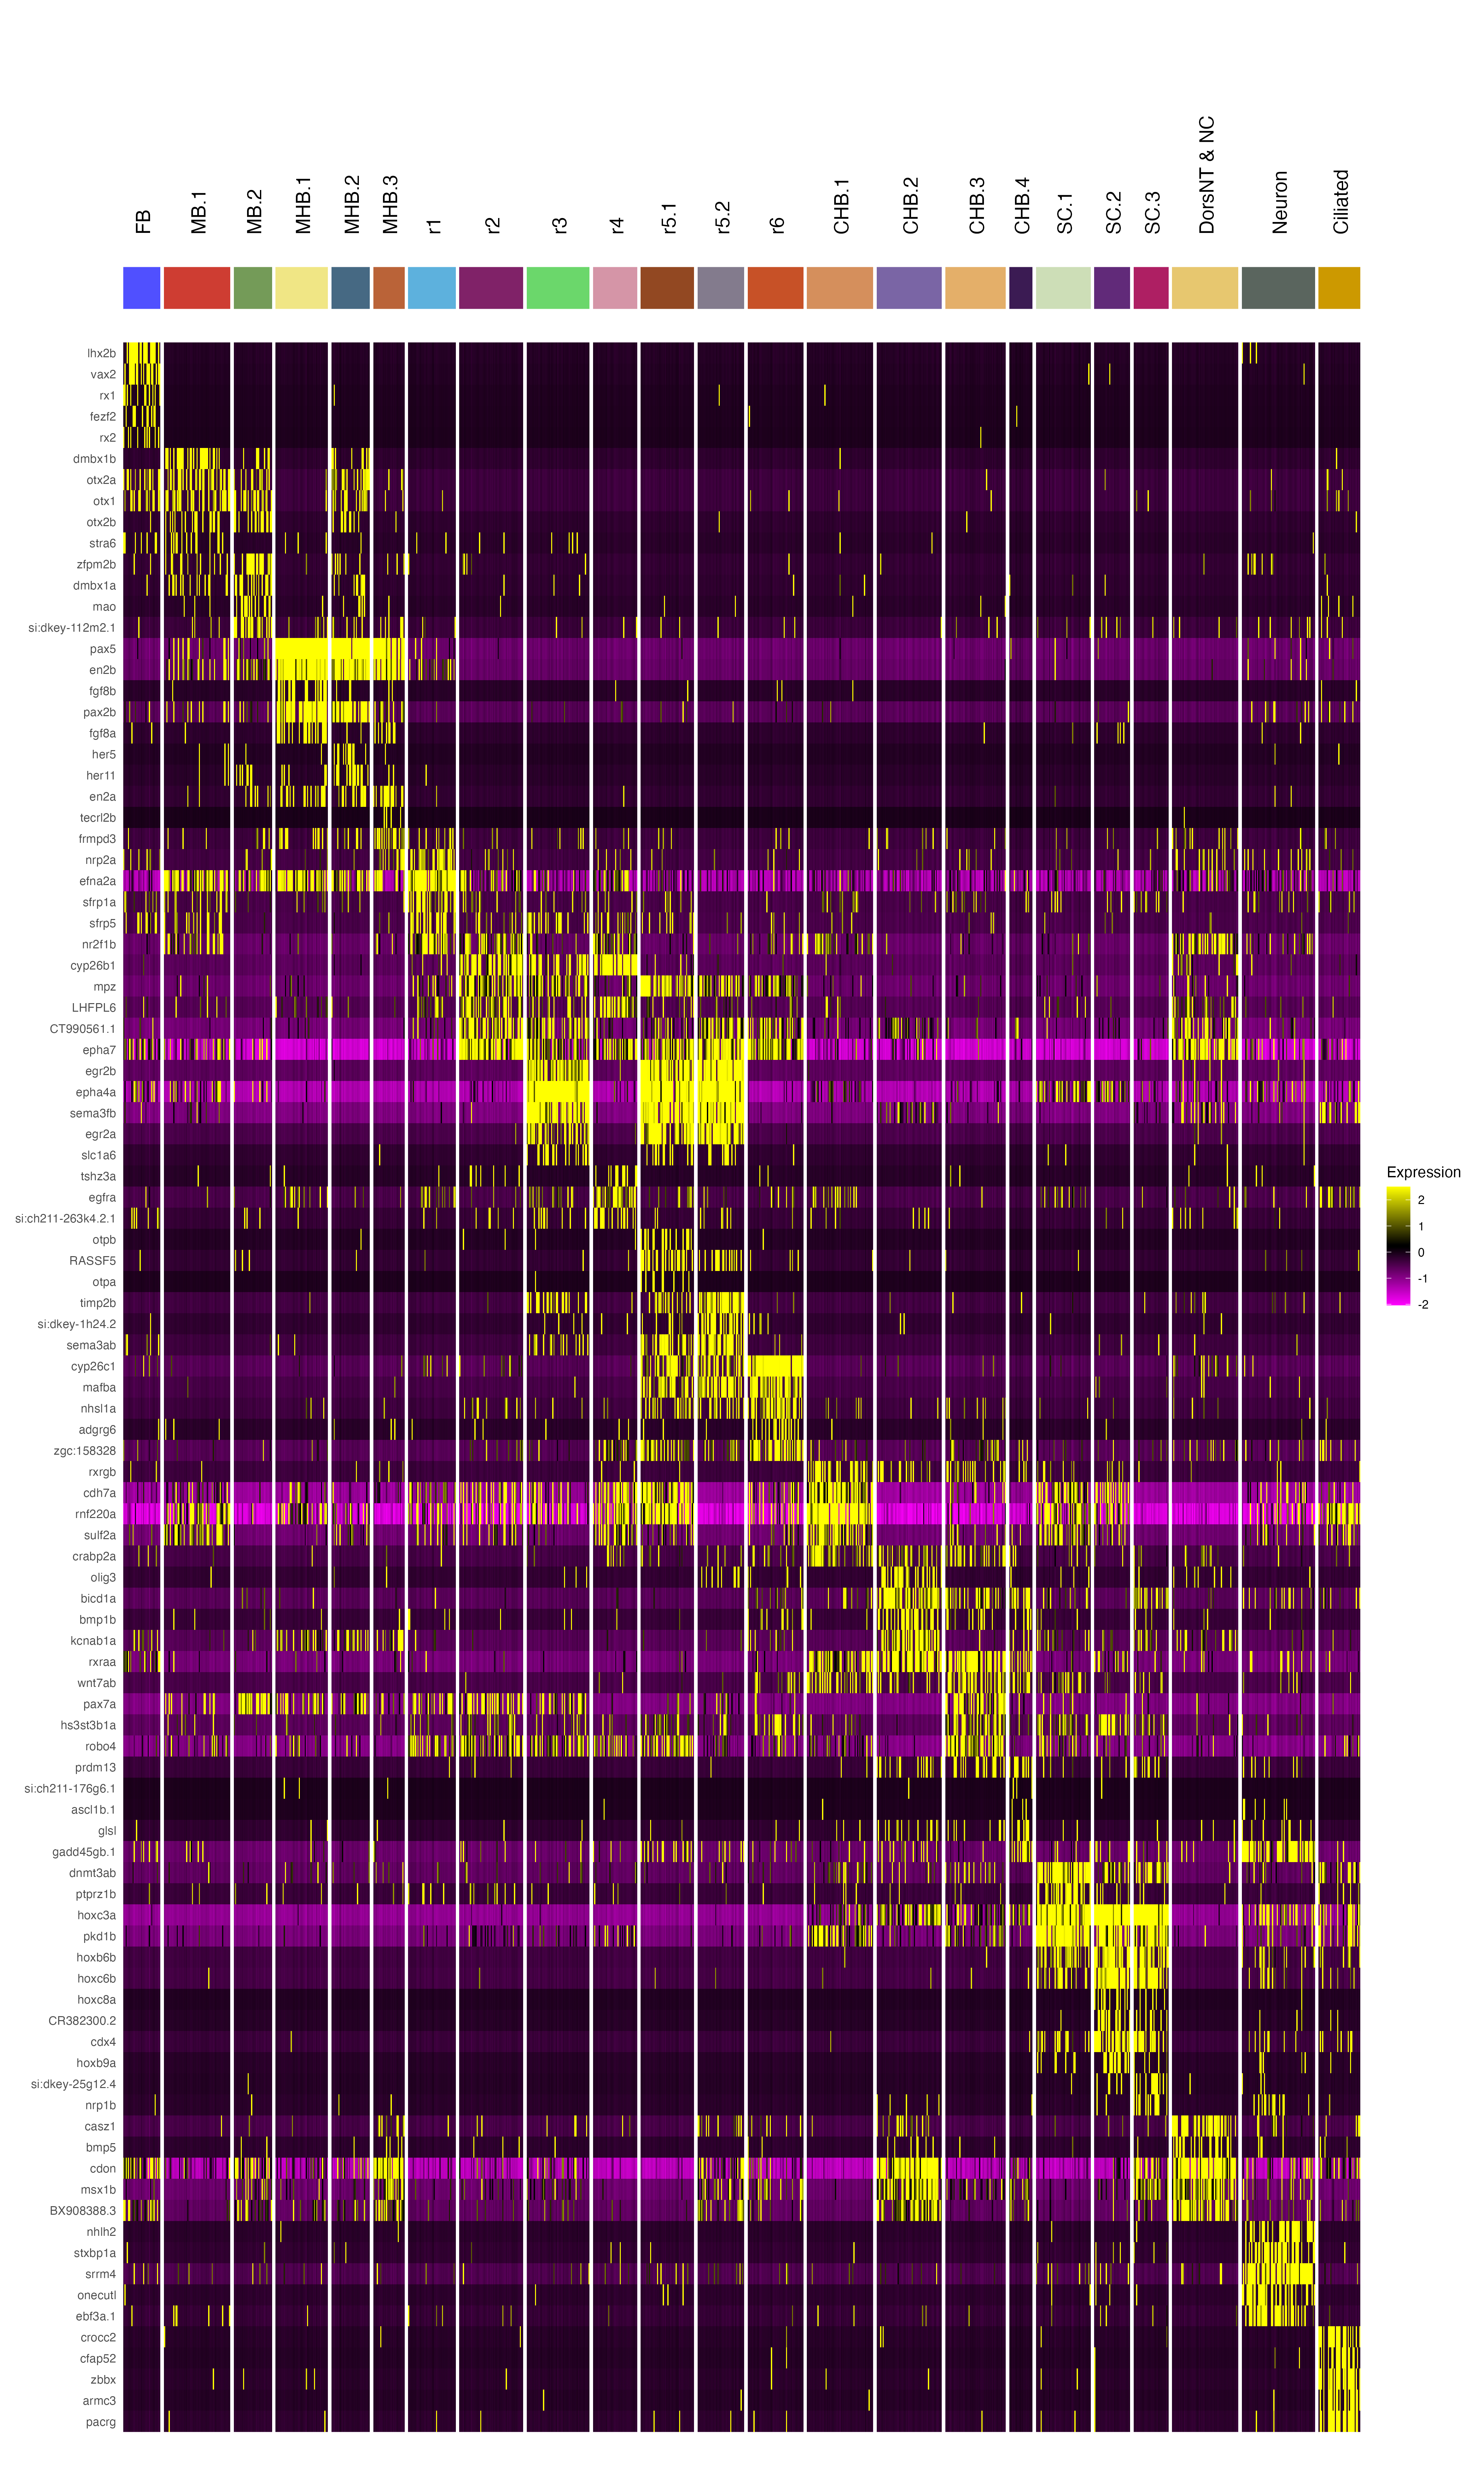 FB
MB.1
MB.2
MHB.1
MHB.2
MHB.3
r1
r2
r3
r4
r5.1
r5.2
r6
CHB.1
CHB.2
CHB.3
CHB.4
SC.1
SC.2
SC.3
DorsNT & NC
Neuron
Ciliated
lhx2b
vax2
rx1
fezf2
rx2
dmbx1b
otx2a
otx1
otx2b
stra6
zfpm2b
dmbx1a
mao
si:dkey-112m2.1
pax5
en2b
fgf8b
pax2b
fgf8a
her5
her11
en2a
tecrl2b
frmpd3
nrp2a
efna2a
sfrp1a
sfrp5
nr2f1b
cyp26b1
mpz
LHFPL6
CT990561.1
epha7
egr2b
epha4a
sema3fb
egr2a
slc1a6
tshz3a
egfra
si:ch211-263k4.2.1
otpb
RASSF5
otpa
timp2b
si:dkey-1h24.2
sema3ab
cyp26c1
mafba
nhsl1a
adgrg6
zgc:158328
rxrgb
cdh7a
rnf220a
sulf2a
crabp2a
olig3
bicd1a
bmp1b
kcnab1a
rxraa
wnt7ab
pax7a
hs3st3b1a
robo4
prdm13
si:ch211-176g6.1
ascl1b.1
glsl
gadd45gb.1
dnmt3ab
ptprz1b
hoxc3a
pkd1b
hoxb6b
hoxc6b
hoxc8a
CR382300.2
cdx4
hoxb9a
si:dkey-25g12.4
nrp1b
casz1
bmp5
cdon
msx1b
BX908388.3
nhlh2
stxbp1a
srrm4
onecutl
ebf3a.1
crocc2
cfap52
zbbx
armc3
pacrg
Expression
2
1
0
-1
-2